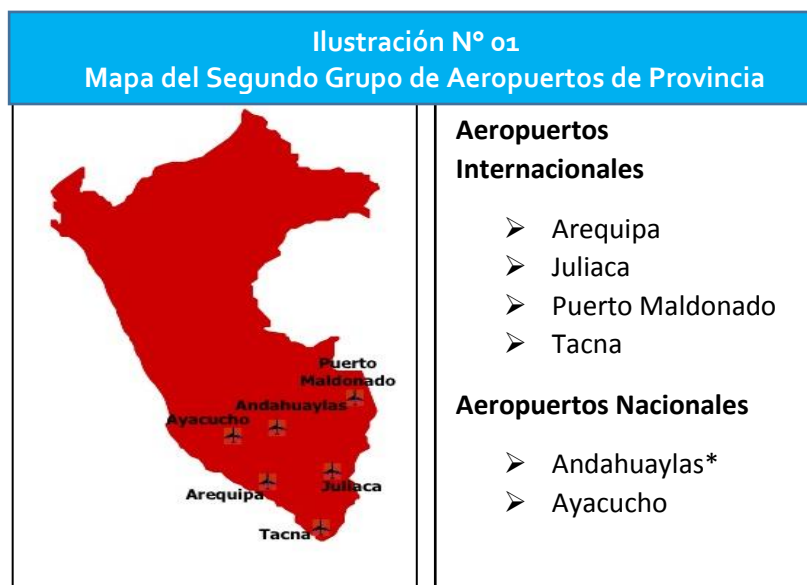 Ilustración N° 01
Mapa del Segundo Grupo de Aeropuertos de Provincia
Puerto
Maldonado
Andahuaylas
Ayacucho
Arequipa
Juliaca
Tacna
Aeropuertos
Internacionales
➢ Arequipa
➢ Juliaca
➢ Puerto Maldonado
➢ Tacna
Aeropuertos Nacionales
➢ Andahuaylas*
➢ Ayacucho